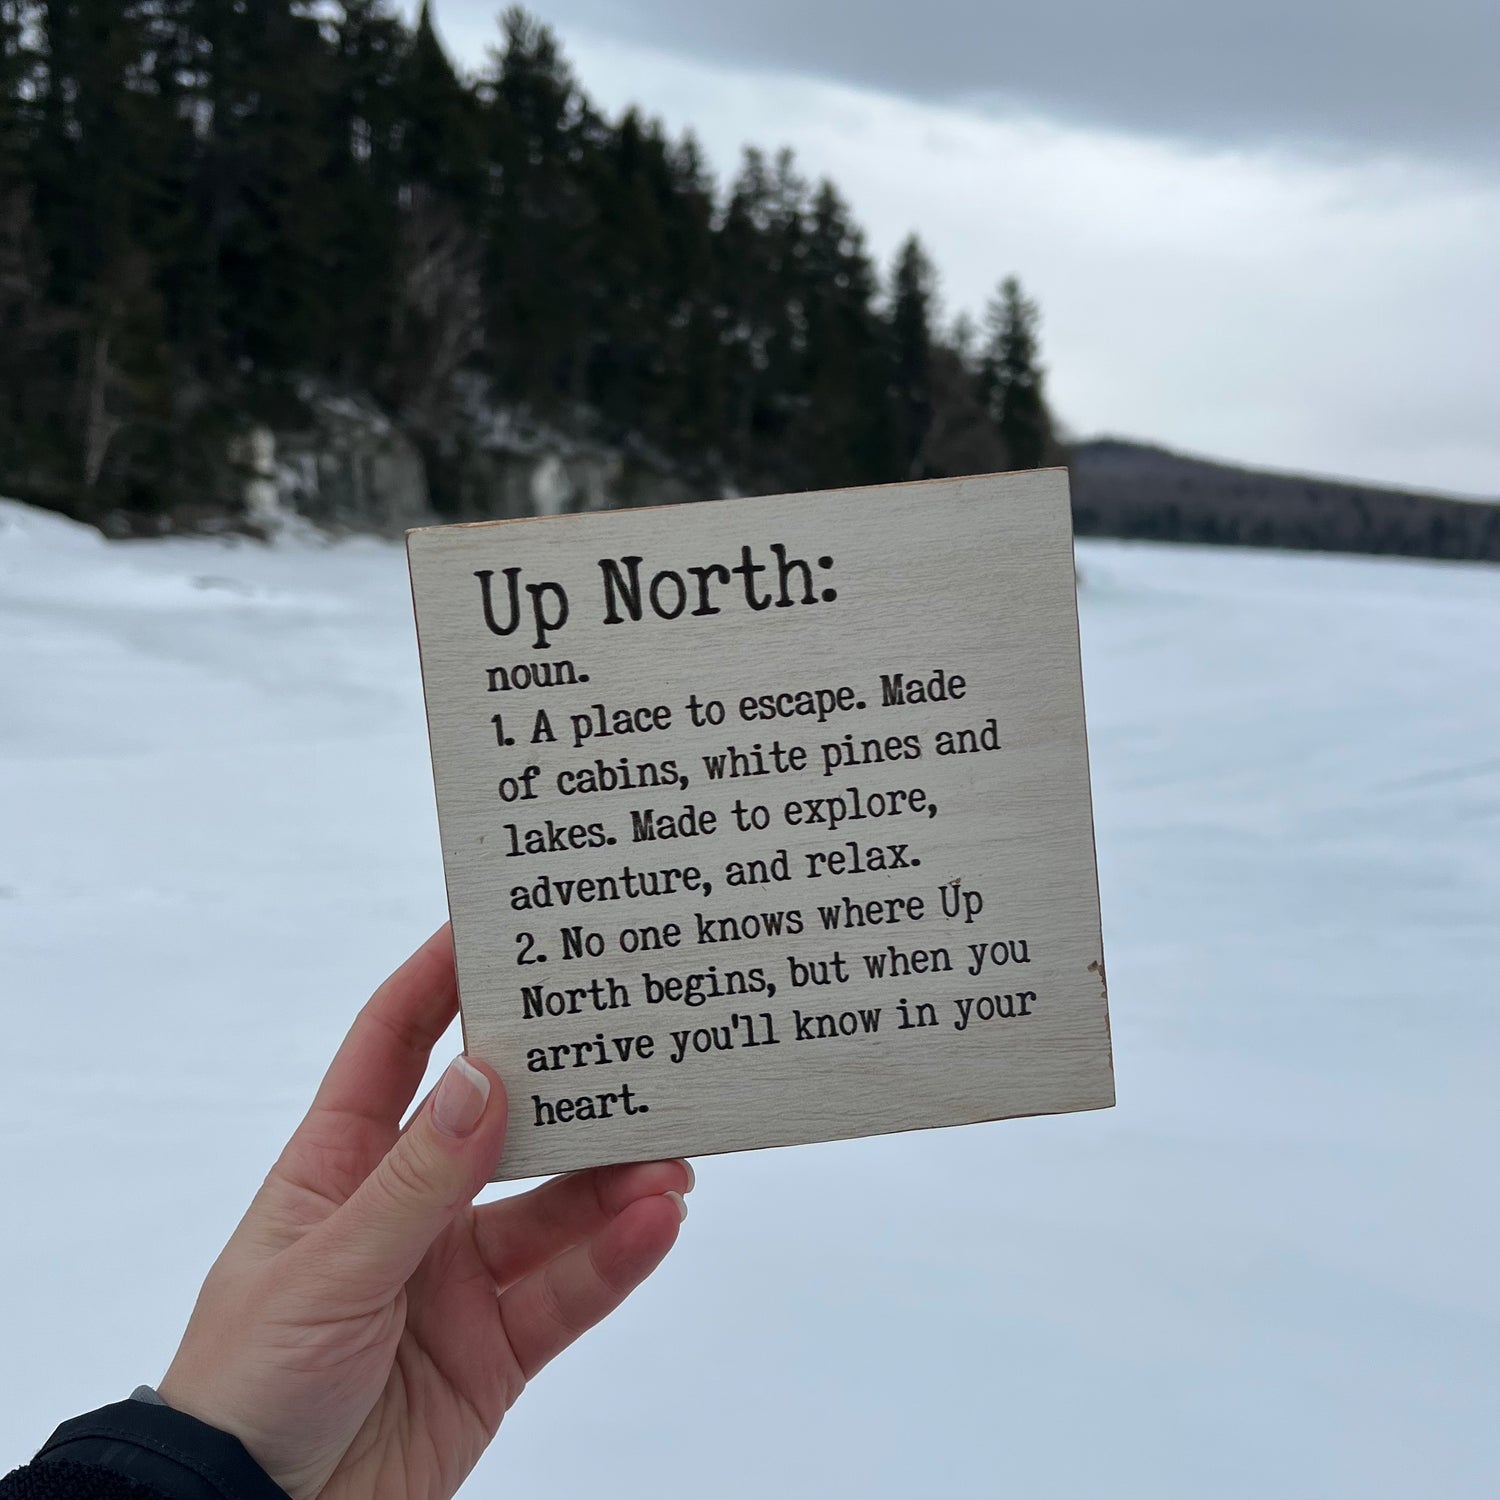 Up North:
noun.
1. A place to escape. Made
of cabins, white pines and
lakes. Made to explore,
adventure, and relax.
2. No one knows where Up
North begins, but when you
arrive you'll know in your
heart.